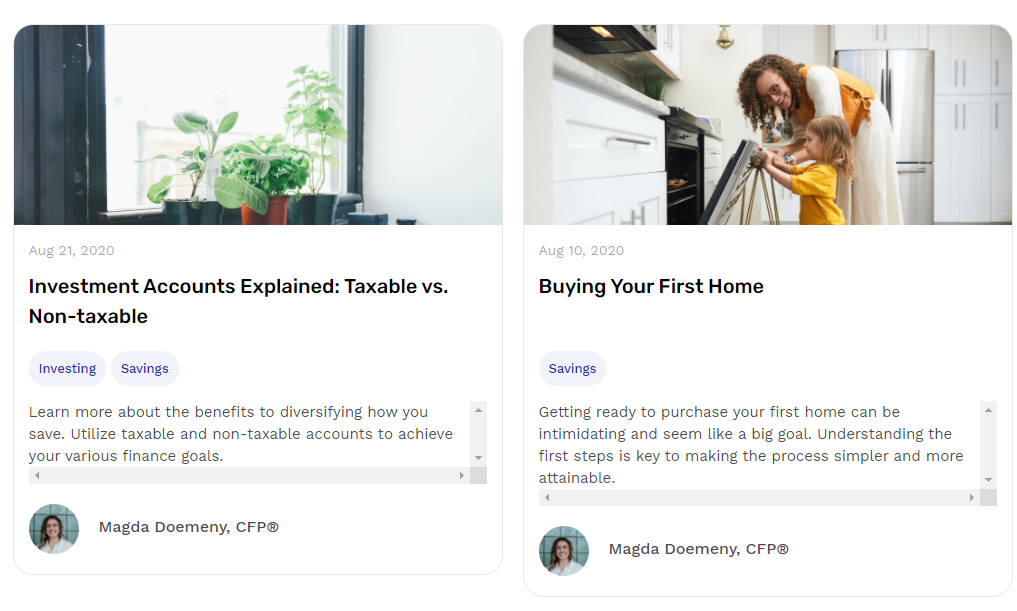 Aug 21, 2020
Investment Accounts Explained: Taxable vs.
Non-taxable
Investing
Savings
Learn more about the benefits to diversifying how you
save. Utilize taxable and non-taxable accounts to achieve
your various finance goals.
Magda Doemeny, CFP®
Aug 10, 2020
Buying Your First Home
Savings
Getting ready to purchase your first home can be
intimidating and seem like a big goal. Understanding the
first steps is key to making the process simpler and more
attainable.
Magda Doemeny, CFP®